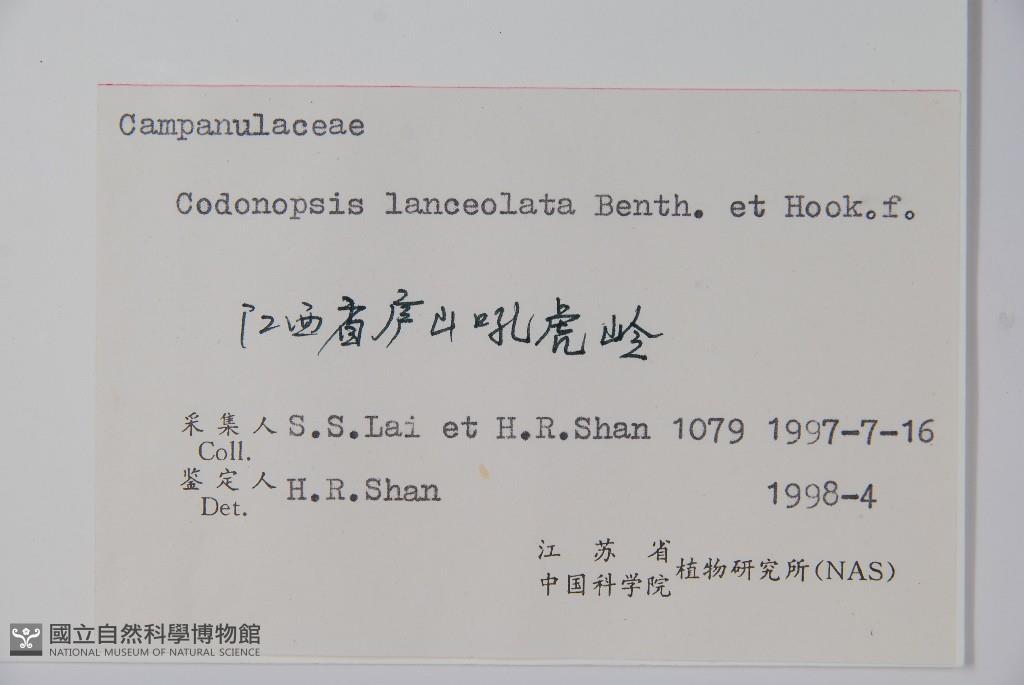 Campanulaceae
Codonopsis lanceolata Benth. et Hook.f.
江西省庐山吼虎岭
采集人 S.S.Lai et H.R.Shan 1079 1997-7-16
Coll.
鉴定人 H.R.Shan 1998-4
Det.
江苏省
中国科学院 植物研究所(NAS)
國立自然科學博物館
NATIONAL MUSEUM OF NATURAL SCIENCE